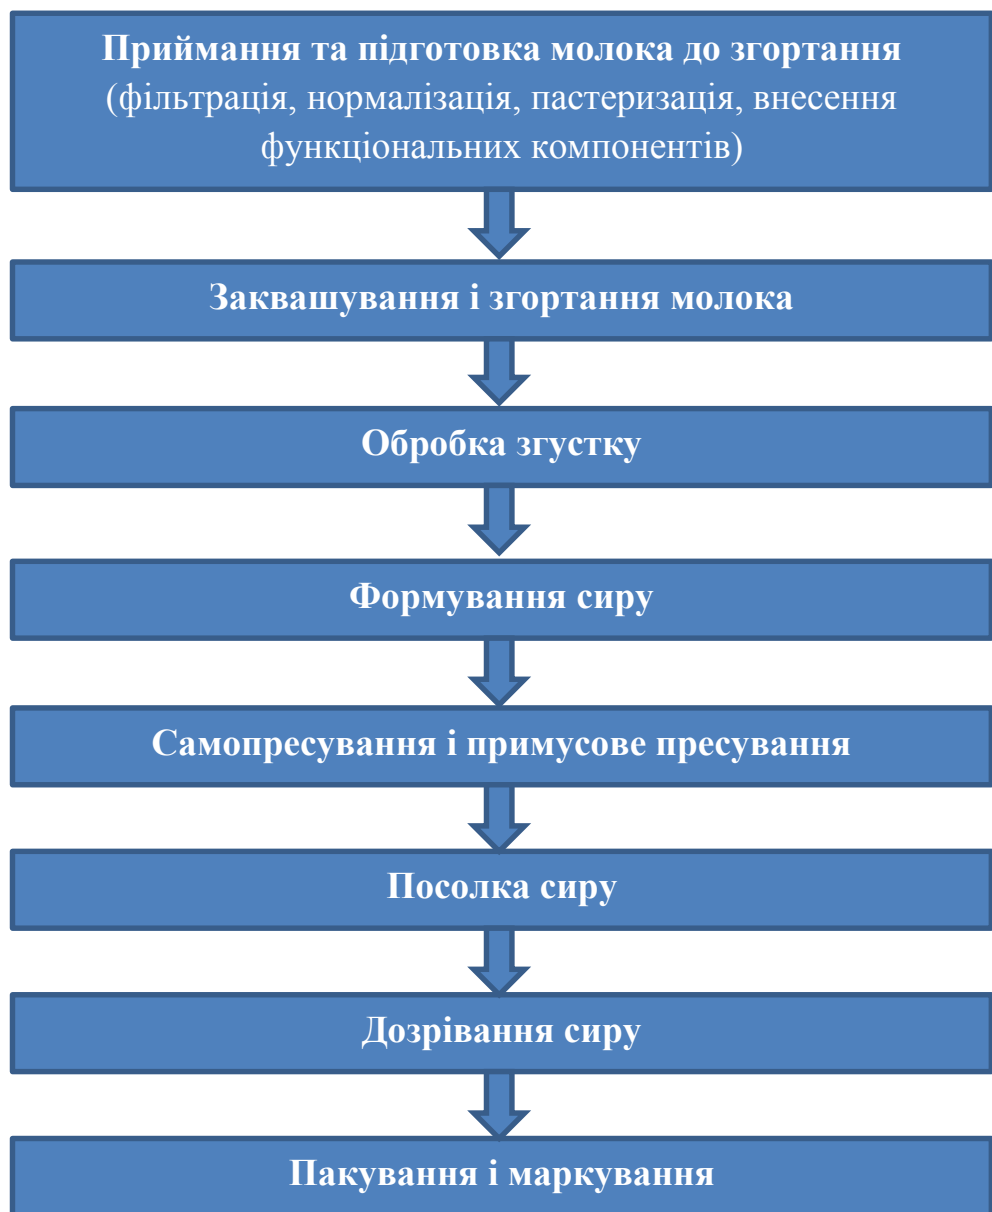 Приймання та підготовка молока до згортання
(фільтрація, нормалізація, пастеризація, внесення
функціональних компонентів)
Заквашування і згортання молока
Обробка згустку
Формування сиру
Самопресування і примусове пресування
Посолка сиру
Дозрівання сиру
Пакування і маркування